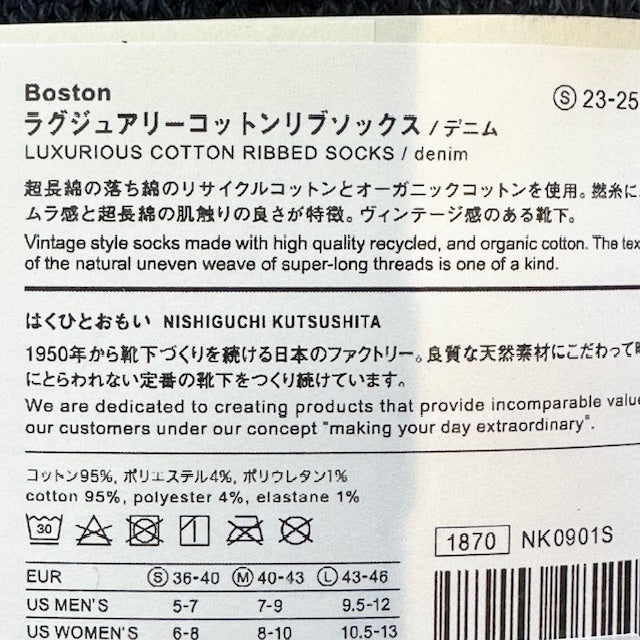 Boston
Ⓢ 23-25
ラグジュアリーコットンリブソックス / デニム
LUXURIOUS COTTON RIBBED SOCKS / denim
超長綿の落ち綿のリサイクルコットンとオーガニックコットンを使用。撚糸に
ムラ感と超長綿の肌触りの良さが特徴。ヴィンテージ感のある靴下。
Vintage style socks made with high quality recycled, and organic cotton. The
of the natural uneven weave of super-long threads is one of a kind.
はくひとおもい NISHIGUCHI KUTSUSHITA
1950年から靴下づくりを続ける日本のファクトリー。良質な天然素材にこだわって
にとらわれない定番の靴下をつくり続けています。
We are dedicated to creating products that provide incomparable
our customers under our concept "making your day extraordinary".
コットン95%, ポリエステル4%, ポリウレタン1%
cotton 95%, polyester 4%, elastane 1%
30
1870 NK0901S
EUR Ⓢ 36-40 Ⓜ 40-43 Ⓛ 43-46
US MEN'S 5-7 7-9 9.5-12
US WOMEN'S 6-8 8-10 10.5-13